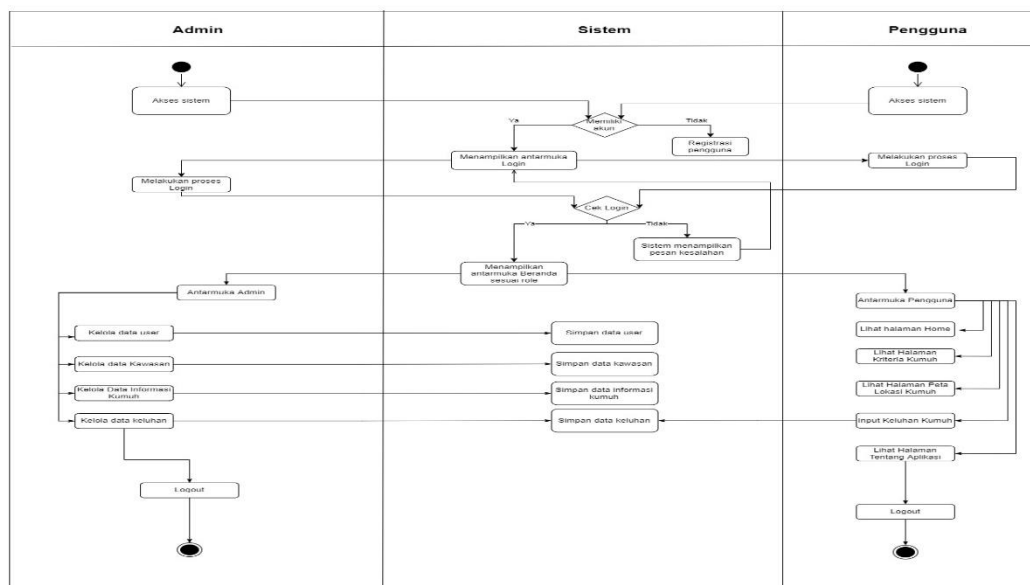 Admin
Sistem
Pengguna
Akses sistem
Akses sistem
Memiliki
akun
Ya
Tidak
Registrasi
pengguna
Menampilkan antarmuka
Login
Melakukan proses
Login
Melakukan proses
Login
Cek Login
Ya
Tidak
Sistem menampilkan
pesan kesalahan
Menampilkan
antarmuka Beranda
sesuai role
Antarmuka Admin
Antarmuka Pengguna
Kelola data user
Simpan data user
Lihat halaman Home
Kelola data Kawasan
Simpan data kawasan
Lihat Halaman
Kriteria Kumuh
Kelola Data Informasi
Kumuh
Simpan data informasi
kumuh
Lihat Halaman Peta
Lokasi Kumuh
Kelola data keluhan
Simpan data keluhan
Input Keluhan Kumuh
Lihat Halaman
Tentang Aplikasi
Logout
Logout